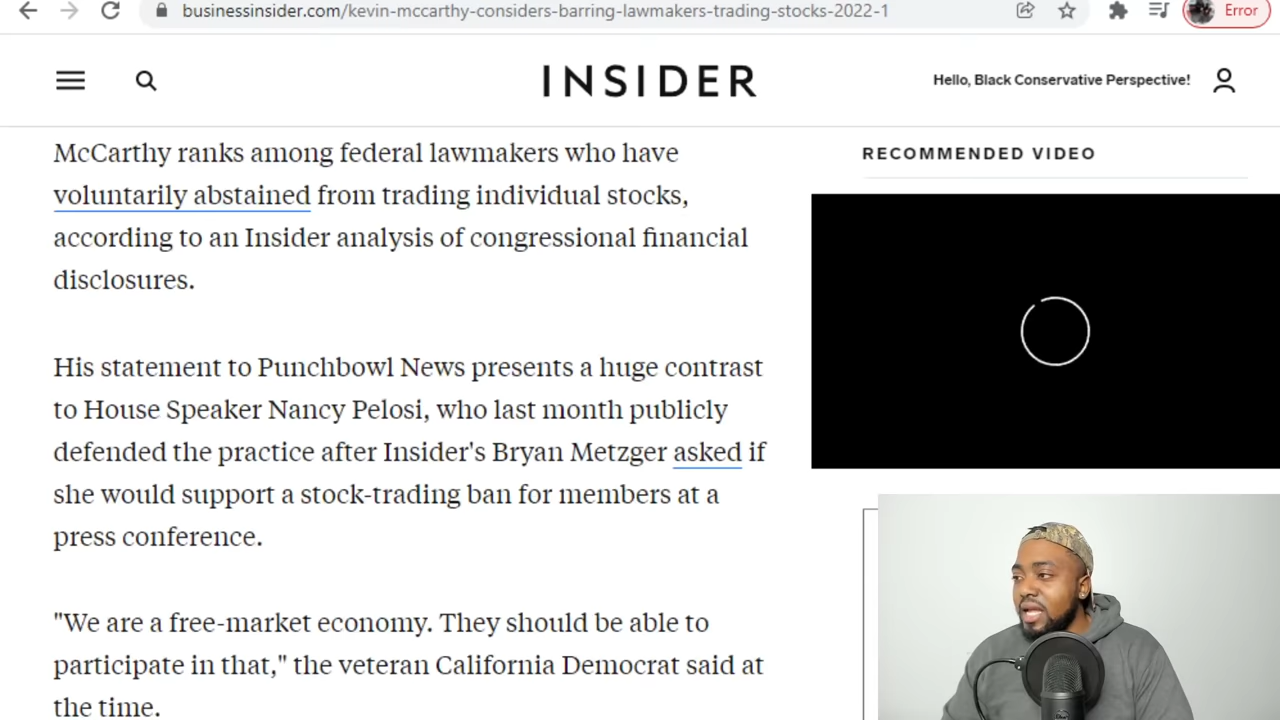 businessinsider.com/kevin-mccarthy-considers-barring-lawmakers-trading-stocks-2022-1
Error
INSIDER
Hello, Black Conservative Perspective!
McCarthy ranks among federal lawmakers who have
voluntarily abstained from trading individual stocks,
according to an Insider analysis of congressional financial
disclosures.
His statement to Punchbowl News presents a huge contrast
to House Speaker Nancy Pelosi, who last month publicly
defended the practice after Insider's Bryan Metzger asked if
she would support a stock-trading ban for members at a
press conference.
"We are a free-market economy. They should be able to
participate in that," the veteran California Democrat said at
the time.
RECOMMENDED VIDEO